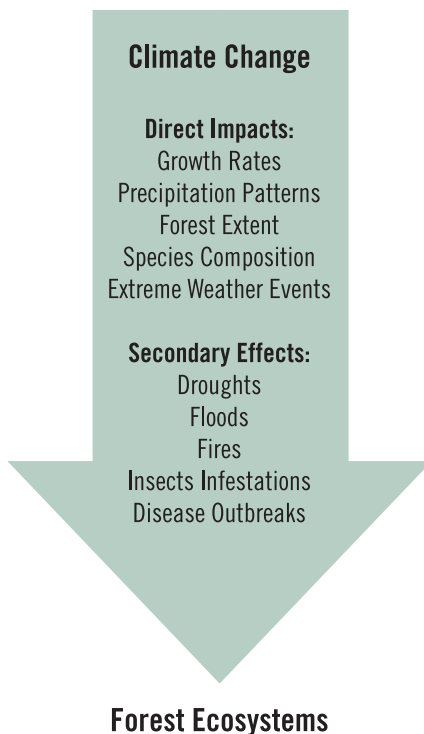 Climate Change
Direct Impacts:
Growth Rates
Precipitation Patterns
Forest Extent
Species Composition
Extreme Weather Events
Secondary Effects:
Droughts
Floods
Fires
Insects Infestations
Disease Outbreaks
Forest Ecosystems